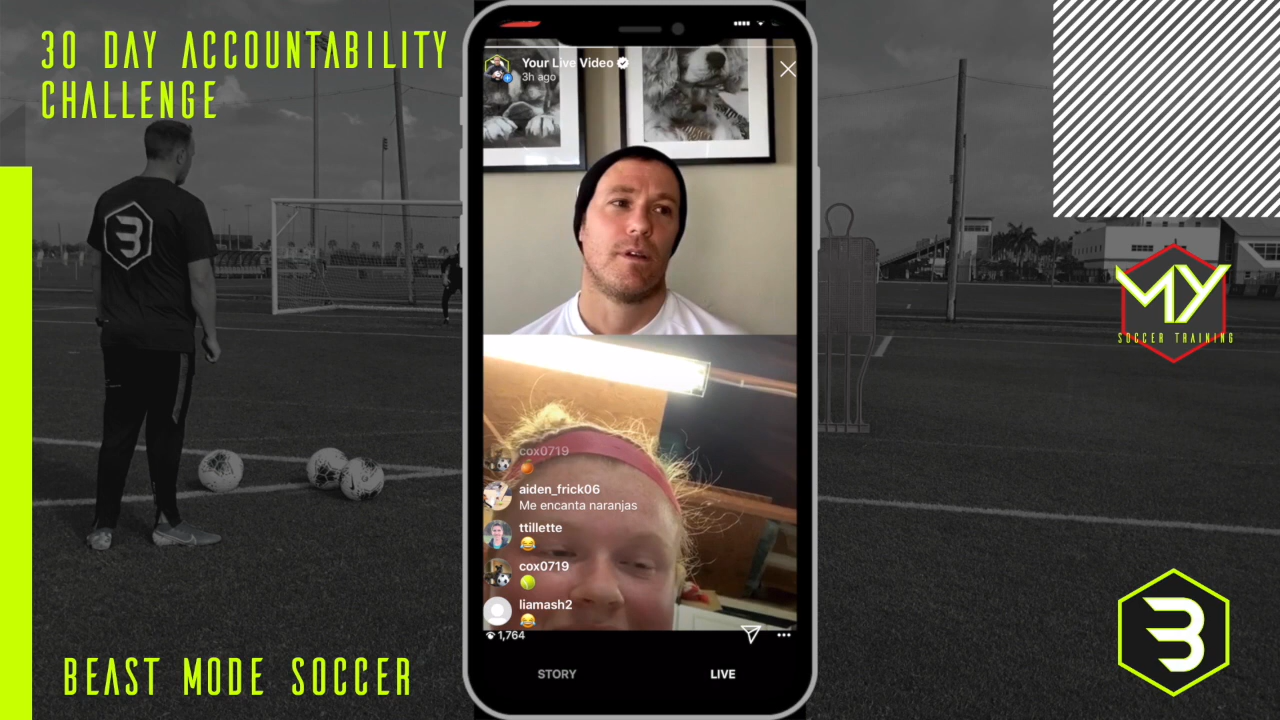 30 DAY ACCOUNTABILITY
CHALLENGE
Your Live Video
3h ago
cox0719
aiden_frick06
Me encanta naranjas
ttillette
😂
cox0719
🎾
liamash2
😂
1,764
STORY
LIVE
MY
SOCCER TRAINING
BEAST MODE SOCCER
B